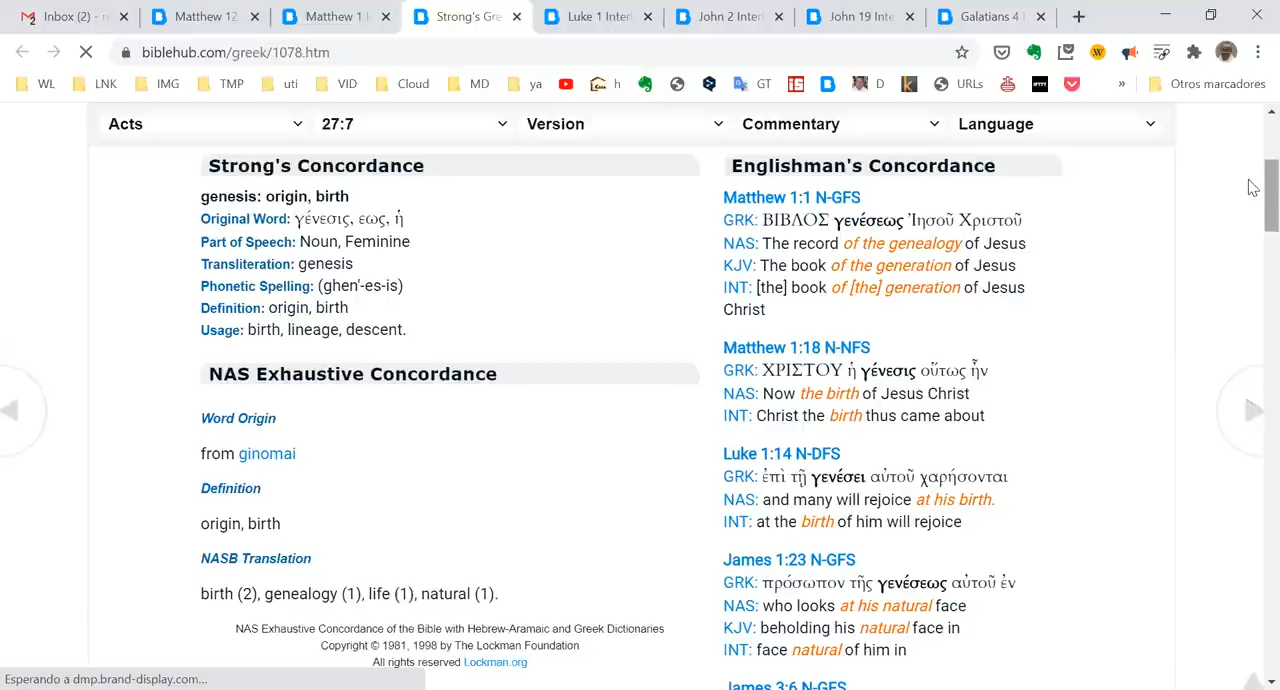 Inbox (2) - n
Matthew 12
Matthew 1 I
Strong's Gre
Luke 1 Interl
John 2 Interl
John 19 Inte
Galatians 4
biblehub.com/greek/1078.htm
WL LNK IMG TMP uti VID Cloud MD ya h GT D URLs » Otros marcadores
Acts 27:7 Version Commentary Language
Strong's Concordance
genesis: origin, birth
Original Word: γένεσις, εως, ἡ
Part of Speech: Noun, Feminine
Transliteration: genesis
Phonetic Spelling: (ghen'-es-is)
Definition: origin, birth
Usage: birth, lineage, descent.
NAS Exhaustive Concordance
Word Origin
from ginomai
Definition
origin, birth
NASB Translation
birth (2), genealogy (1), life (1), natural (1).
NAS Exhaustive Concordance of the Bible with Hebrew-Aramaic and Greek Dictionaries
Copyright © 1981, 1998 by The Lockman Foundation
All rights reserved Lockman.org
Englishman's Concordance
Matthew 1:1 N-GFS
GRK: ΒΙΒΛΟΣ γενέσεως Ἰησοῦ Χριστοῦ
NAS: The record of the genealogy of Jesus
KJV: The book of the generation of Jesus
INT: [the] book of [the] generation of Jesus
Christ
Matthew 1:18 N-NFS
GRK: ΧΡΙΣΤΟΥ ἡ γένεσις οὕτως ἦν
NAS: Now the birth of Jesus Christ
INT: Christ the birth thus came about
Luke 1:14 N-DFS
GRK: ἐπὶ τῇ γενέσει αὐτοῦ χαρήσονται
NAS: and many will rejoice at his birth.
INT: at the birth of him will rejoice
James 1:23 N-GFS
GRK: πρόσωπον τῆς γενέσεως αὐτοῦ ἐν
NAS: who looks at his natural face
KJV: beholding his natural face in
INT: face natural of him in
James 3:6 N-GFS
Esperando a dmp.brand-display.com...